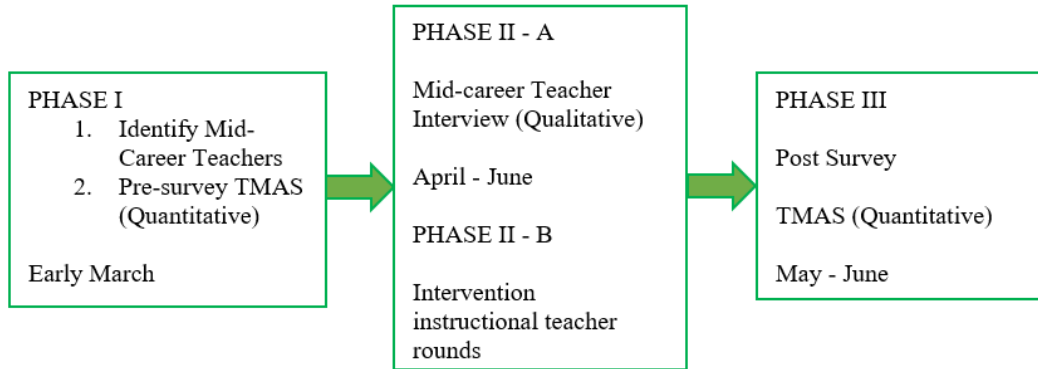 PHASE I
1. Identify Mid-
Career Teachers
2. Pre-survey TMAS
(Quantitative)
Early March
PHASE II - A
Mid-career Teacher
Interview (Qualitative)
April - June
PHASE II - B
Intervention
instructional teacher
rounds
PHASE III
Post Survey
TMAS (Quantitative)
May - June